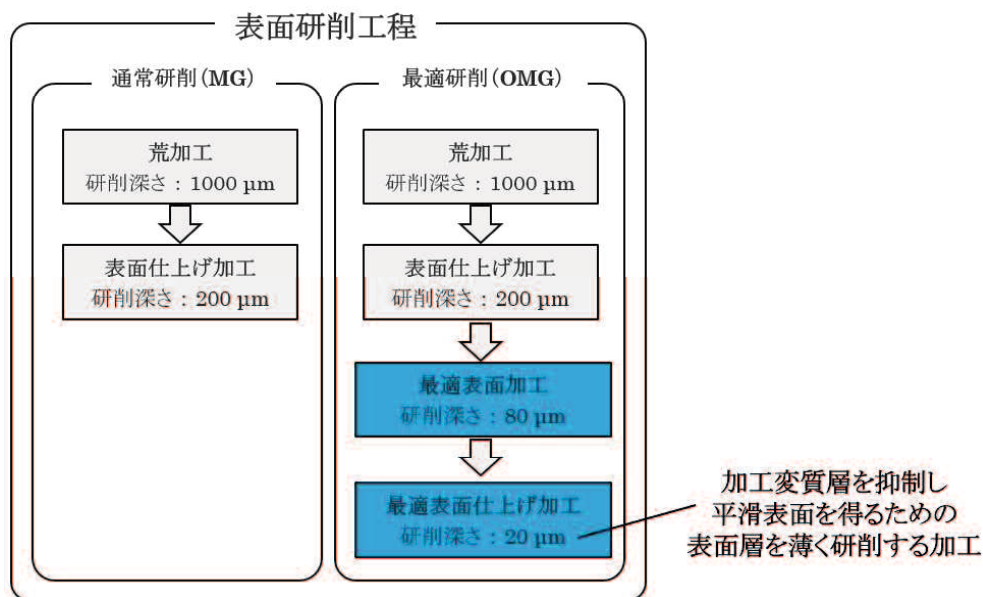 表面研削工程
通常研削(MG)
荒加工
研削深さ：1000 µm
表面仕上げ加工
研削深さ：200 µm
最適研削(OMG)
荒加工
研削深さ：1000 µm
表面仕上げ加工
研削深さ：200 µm
最適表面加工
研削深さ：80 µm
最適表面仕上げ加工
研削深さ：20 µm
加工変質層を抑制し
平滑表面を得るための
表面層を薄く研削する加工